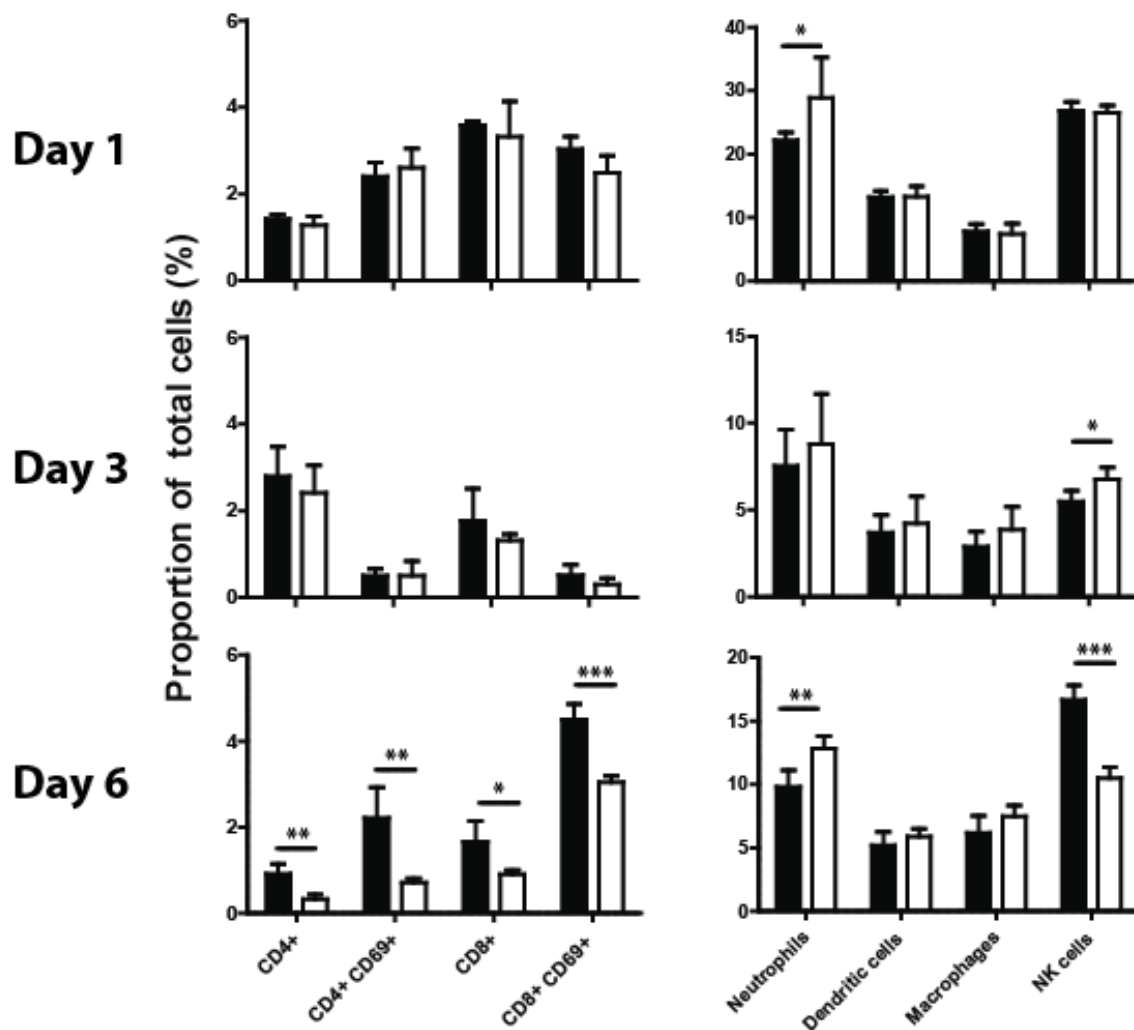 Proportion of total cells (%)
Day 1
6
4
2
0
40
30
20
10
0
*
Day 3
6
4
2
0
15
10
5
0
*
Day 6
6
4
2
0
**
**
*
***
20
15
10
5
0
**
***
CD4+
CD4+ CD69+
CD8+
CD8+ CD69+
Neutrophils
Dendritic cells
Macrophages
NK cells